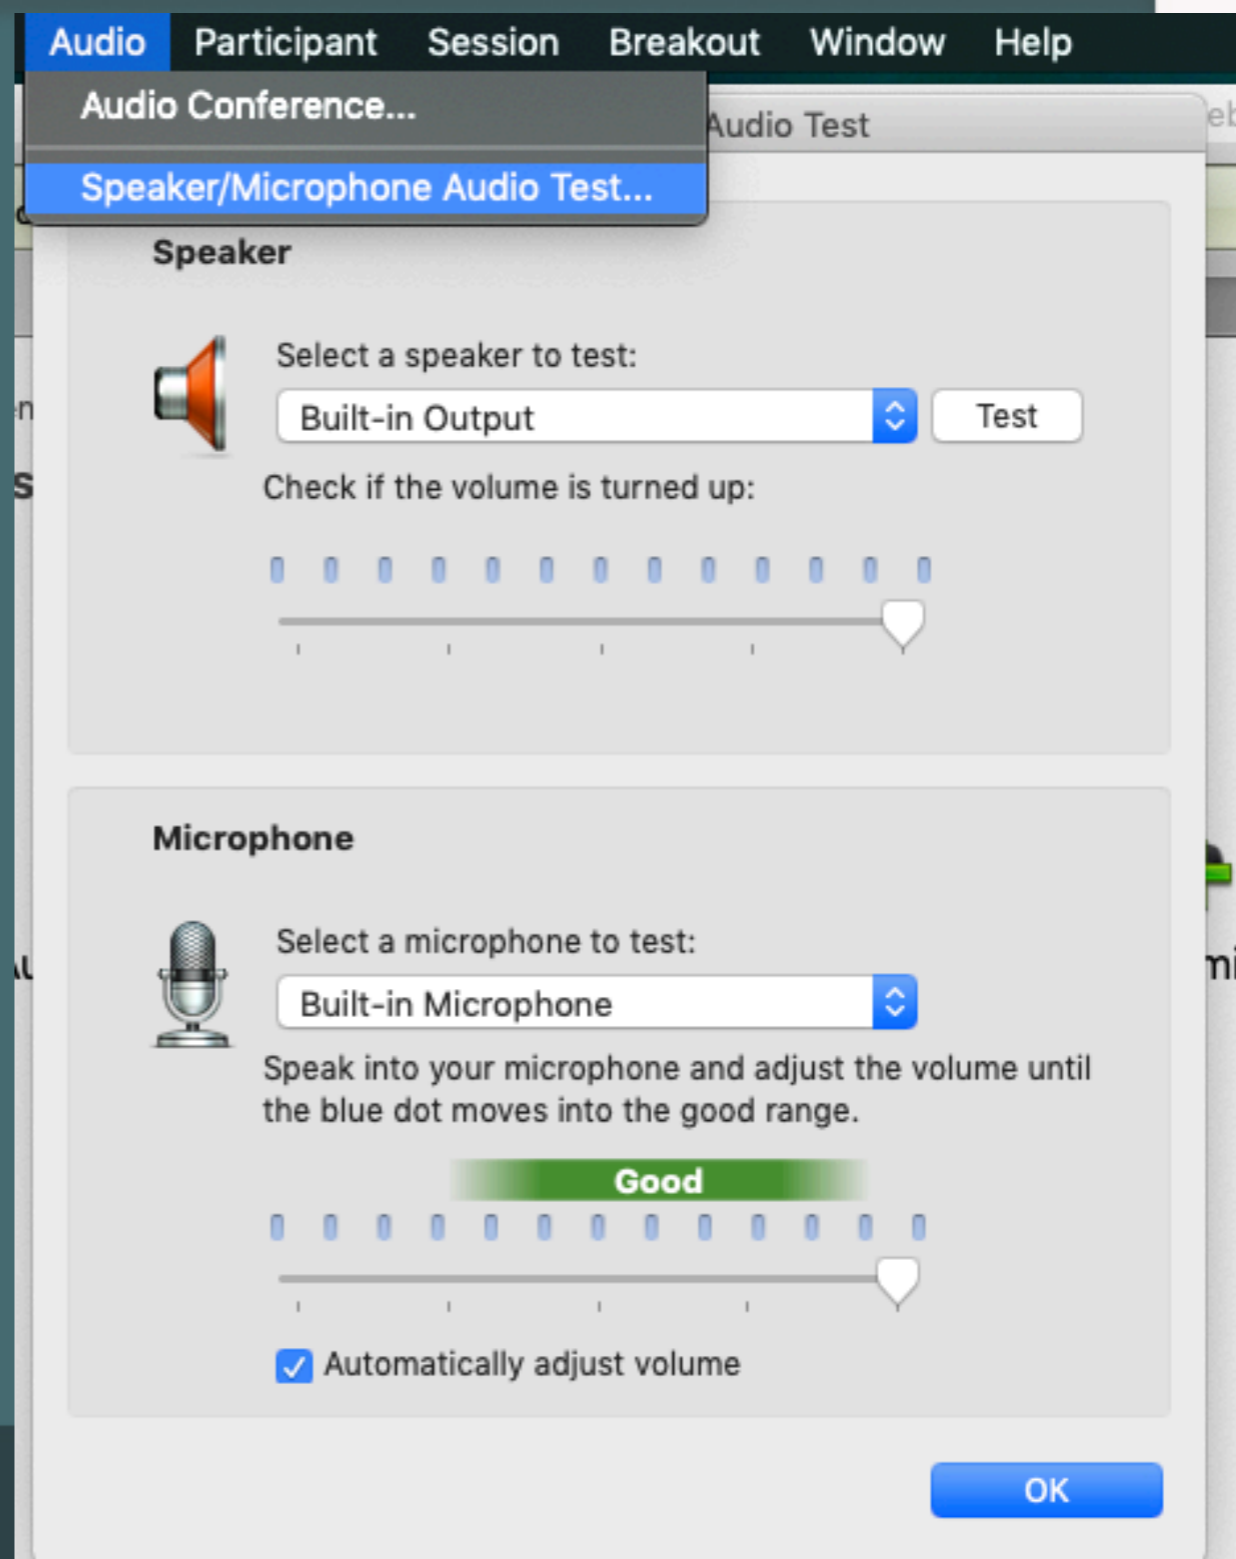 Audio Participant Session Breakout Window Help
Audio Conference...
Audio Test
Speaker/Microphone Audio Test...
Speaker
Select a speaker to test:
Built-in Output
Test
Check if the volume is turned up:
Microphone
Select a microphone to test:
Built-in Microphone
Speak into your microphone and adjust the volume until
the blue dot moves into the good range.
Good
Automatically adjust volume
OK